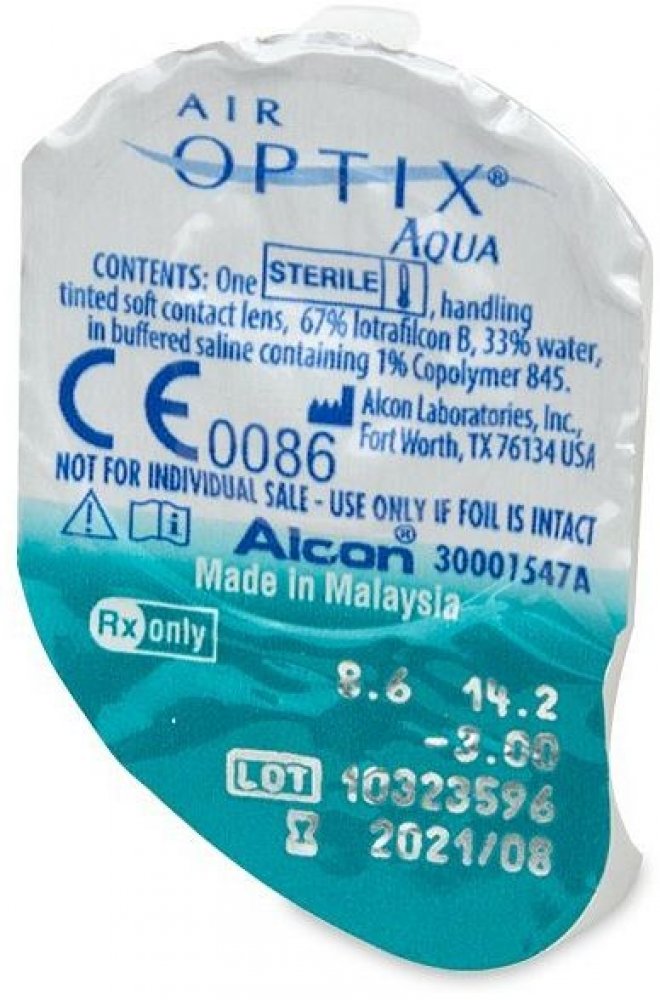 AIR
OPTIX®
AQUA
CONTENTS: One STERILE, handling
tinted soft contact lens, 67% lotrafilcon B, 33% water,
in buffered saline containing 1% Copolymer 845.
CE 0086
Alcon Laboratories, Inc.,
Fort Worth, TX 76134 USA
NOT FOR INDIVIDUAL SALE - USE ONLY IF FOIL IS INTACT
Alcon® 30001547A
Made in Malaysia
Rx only
8.6 14.2
-3.00
LOT 10323596
2021/08